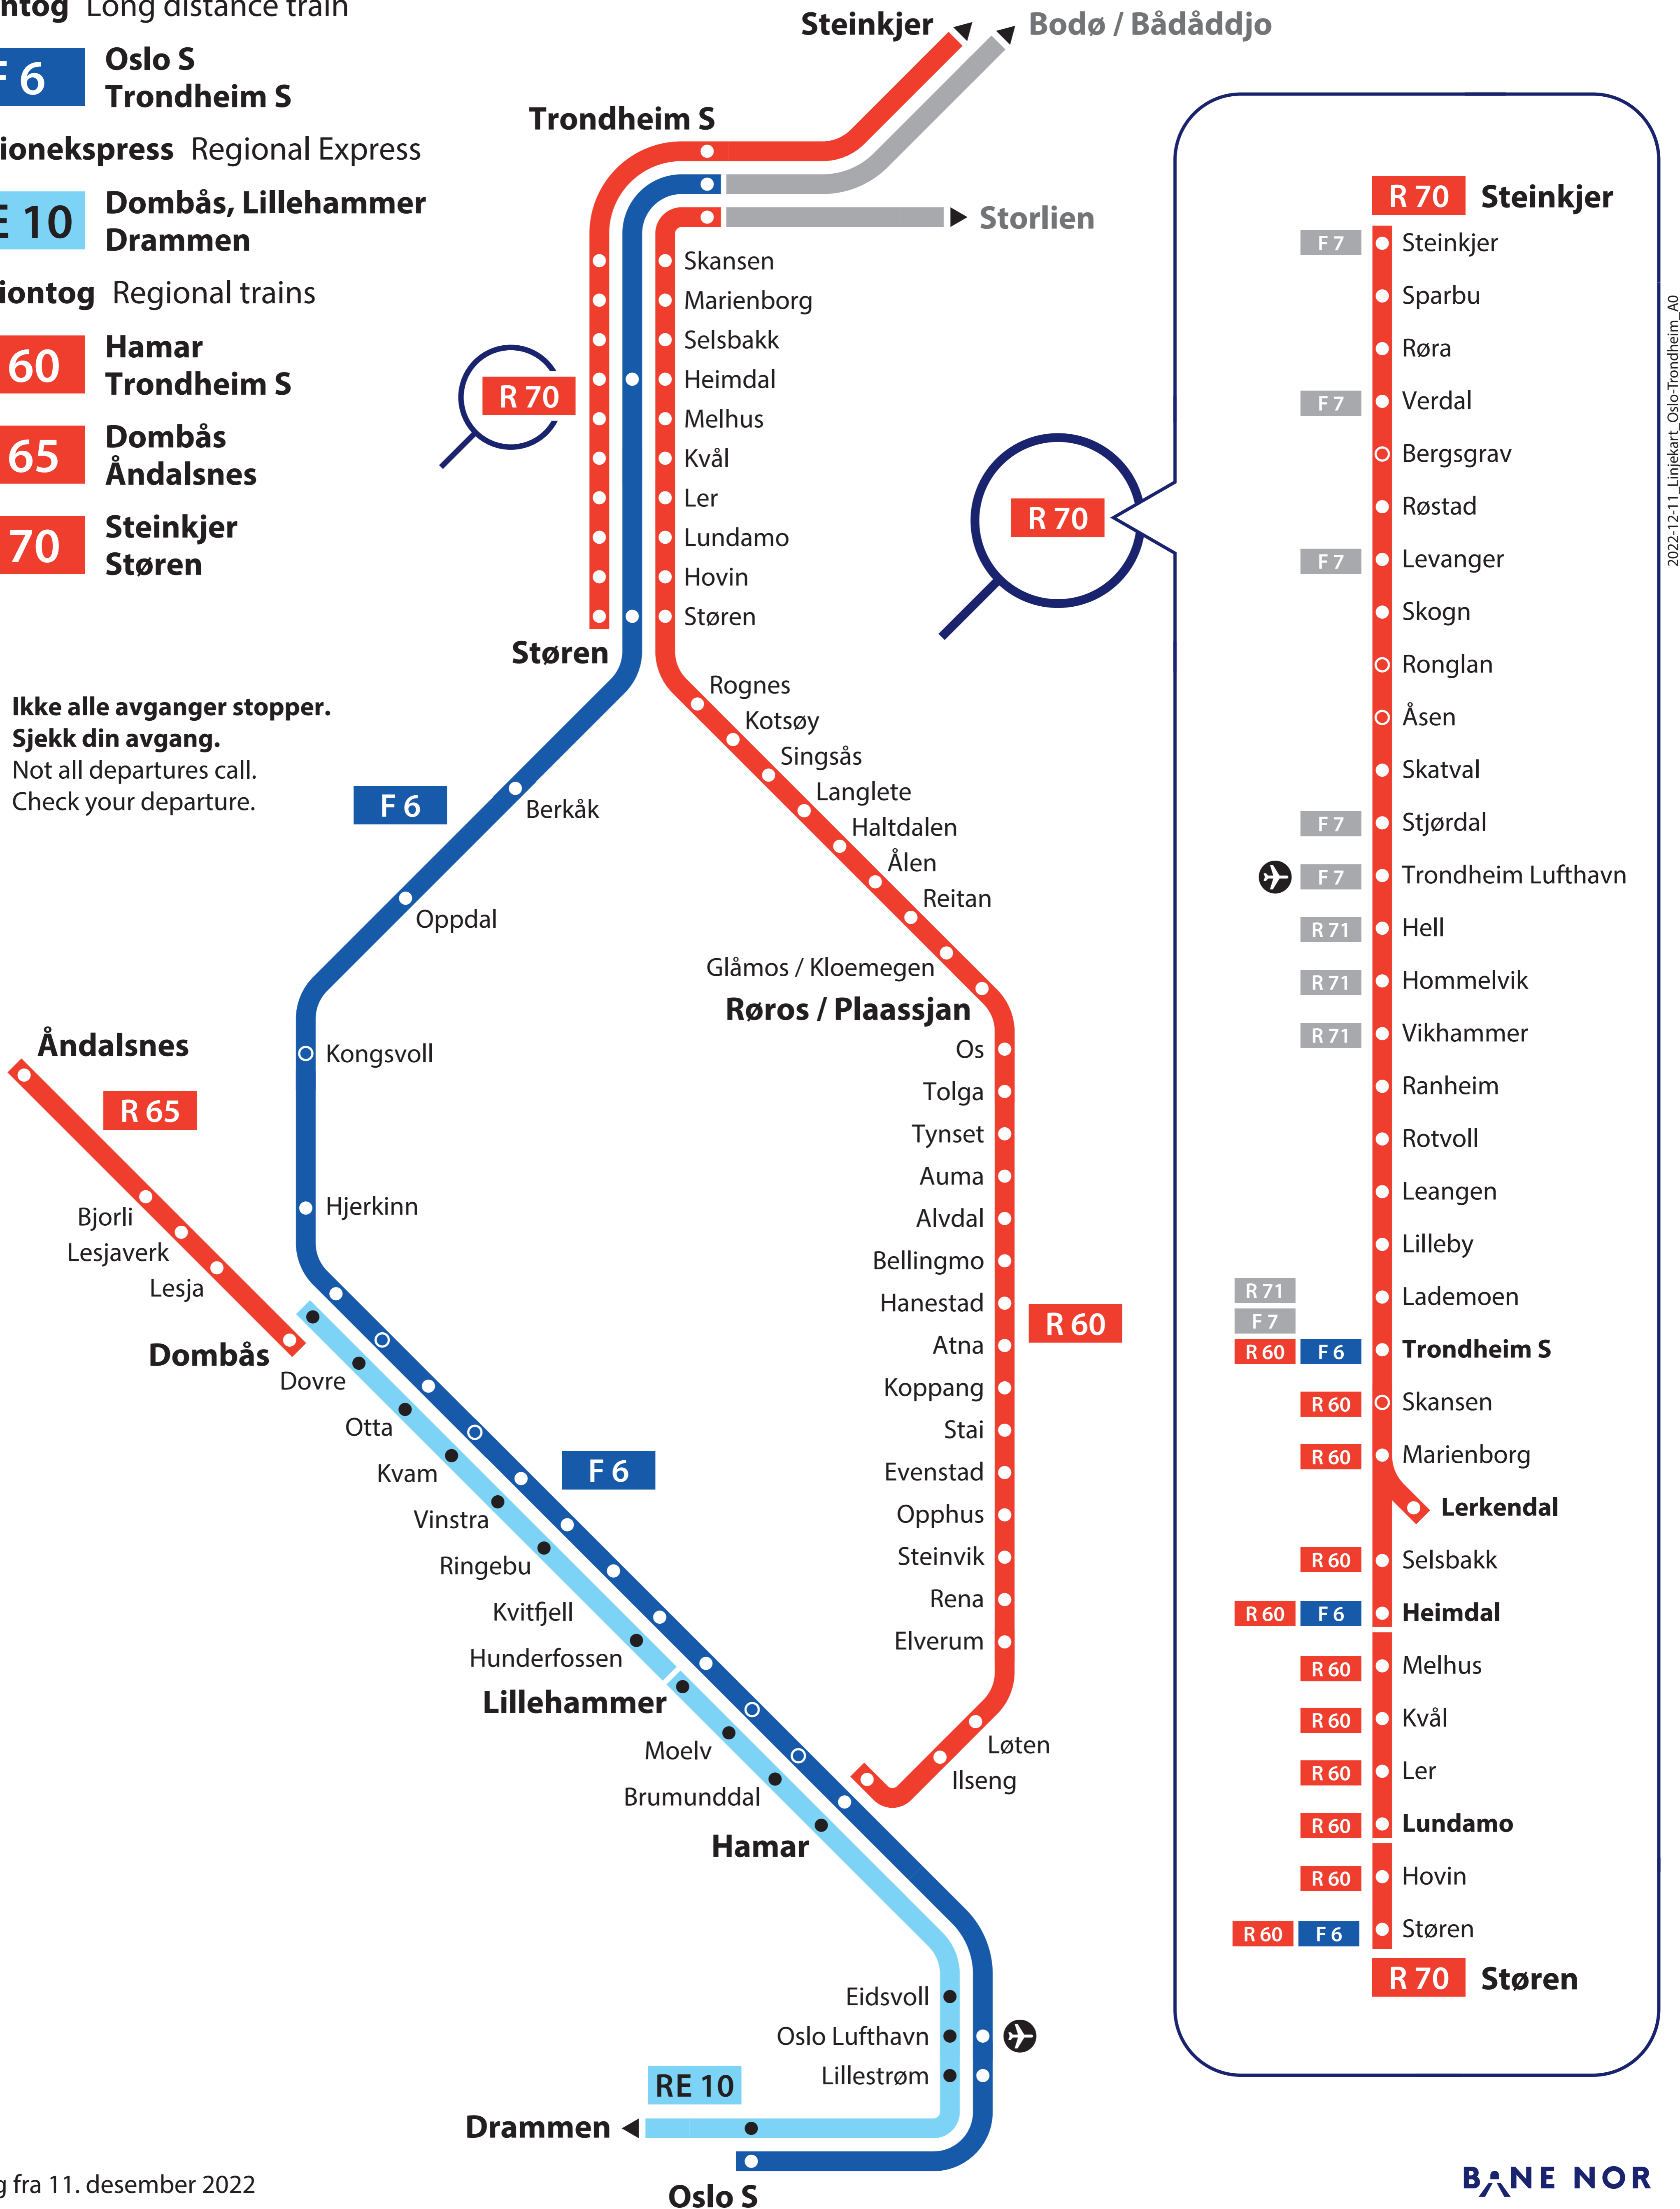 ntog Long distance train
F 6
Oslo S
Trondheim S
ionekspress Regional Express
E 10
Dombås, Lillehammer
Drammen
iontog Regional trains
60
Hamar
Trondheim S
65
Dombås
Åndalsnes
70
Steinkjer
Støren
Ikke alle avganger stopper.
Sjekk din avgang.
Not all departures call.
Check your departure.
Steinkjer
Bodø / Bådåddjo
Trondheim S
Storlien
Skansen
Marienborg
Selsbakk
Heimdal
Melhus
Kvål
Ler
Lundamo
Hovin
Støren
R 70
Støren
R 70
Rognes
Kotsøy
Singsås
Langlete
Haltdalen
Ålen
Reitan
Glåmos / Kloemegen
Røros / Plaassjan
Os
Tolga
Tynset
Auma
Alvdal
Bellingmo
Hanestad
Atna
Koppang
Stai
Evenstad
Opphus
Steinvik
Rena
Elverum
Løten
Ilseng
R 60
F 6
Berkåk
Oppdal
Kongsvoll
Hjerkinn
Åndalsnes
R 65
Bjorli
Lesjaverk
Lesja
Dombås
Dovre
Otta
Kvam
Vinstra
Ringebu
Kvitfjell
Hunderfossen
Lillehammer
Moelv
Brumunddal
Hamar
F 6
Eidsvoll
Oslo Lufthavn
Lillestrøm
RE 10
Drammen
Oslo S
R 70 Steinkjer
F 7 Steinkjer
Sparbu
Røra
F 7 Verdal
Bergsgrav
Røstad
F 7 Levanger
Skogn
Ronglan
Åsen
Skatval
F 7 Stjørdal
F 7 Trondheim Lufthavn
R 71 Hell
R 71 Hommelvik
R 71 Vikhammer
Ranheim
Rotvoll
Leangen
Lilleby
R 71 Lademoen
F 7
R 60 F 6 Trondheim S
R 60 Skansen
R 60 Marienborg
Lerkendal
R 60 Selsbakk
R 60 F 6 Heimdal
R 60 Melhus
R 60 Kvål
R 60 Ler
R 60 Lundamo
R 60 Hovin
R 60 F 6 Støren
R 70 Støren
2022-12-11_Linjekart_Oslo-Trondheim_A0
g fra 11. desember 2022
BANE NOR